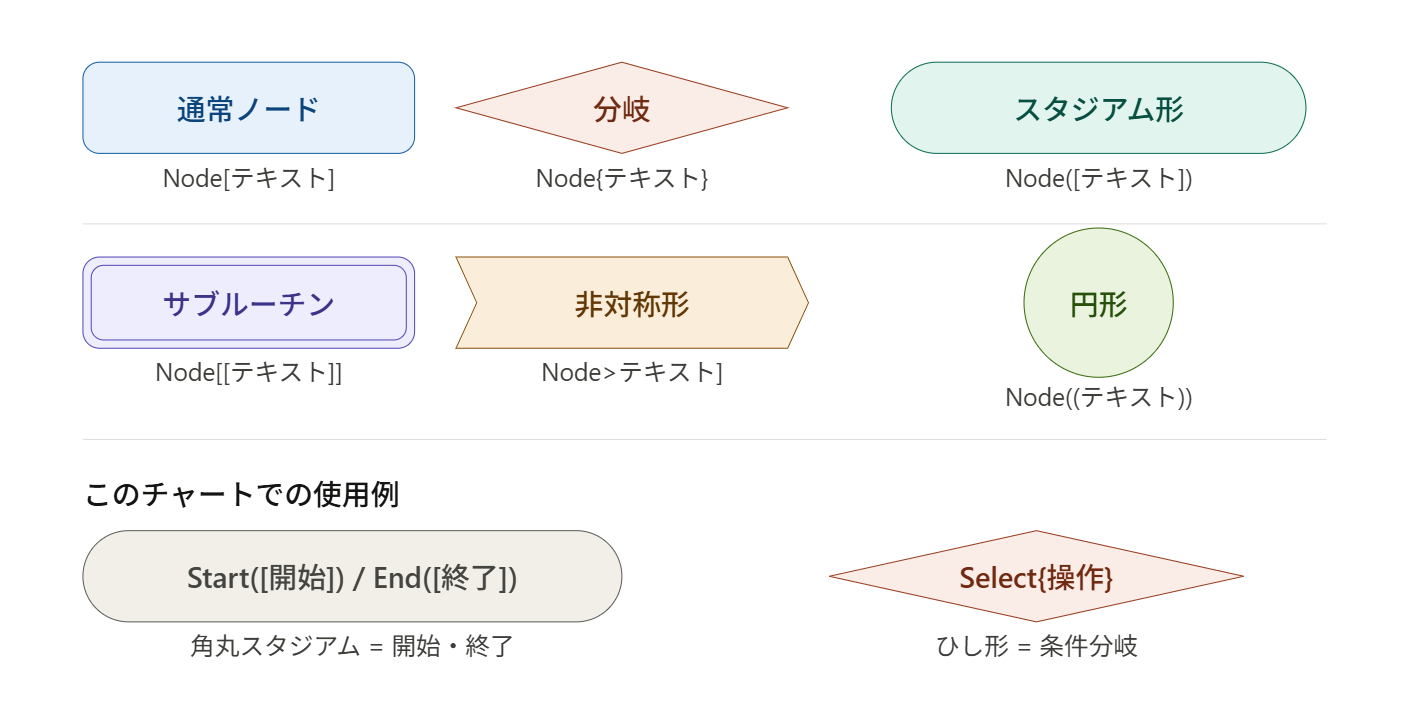 通常ノード
分岐
スタジアム形
Node[テキスト]
Node{テキスト}
Node([テキスト])
サブルーチン
非対称形
円形
Node[[テキスト]]
Node>テキスト]
Node((テキスト))
このチャートでの使用例
Start([開始]) / End([終了])
Select{操作}
角丸スタジアム = 開始・終了
ひし形 = 条件分岐